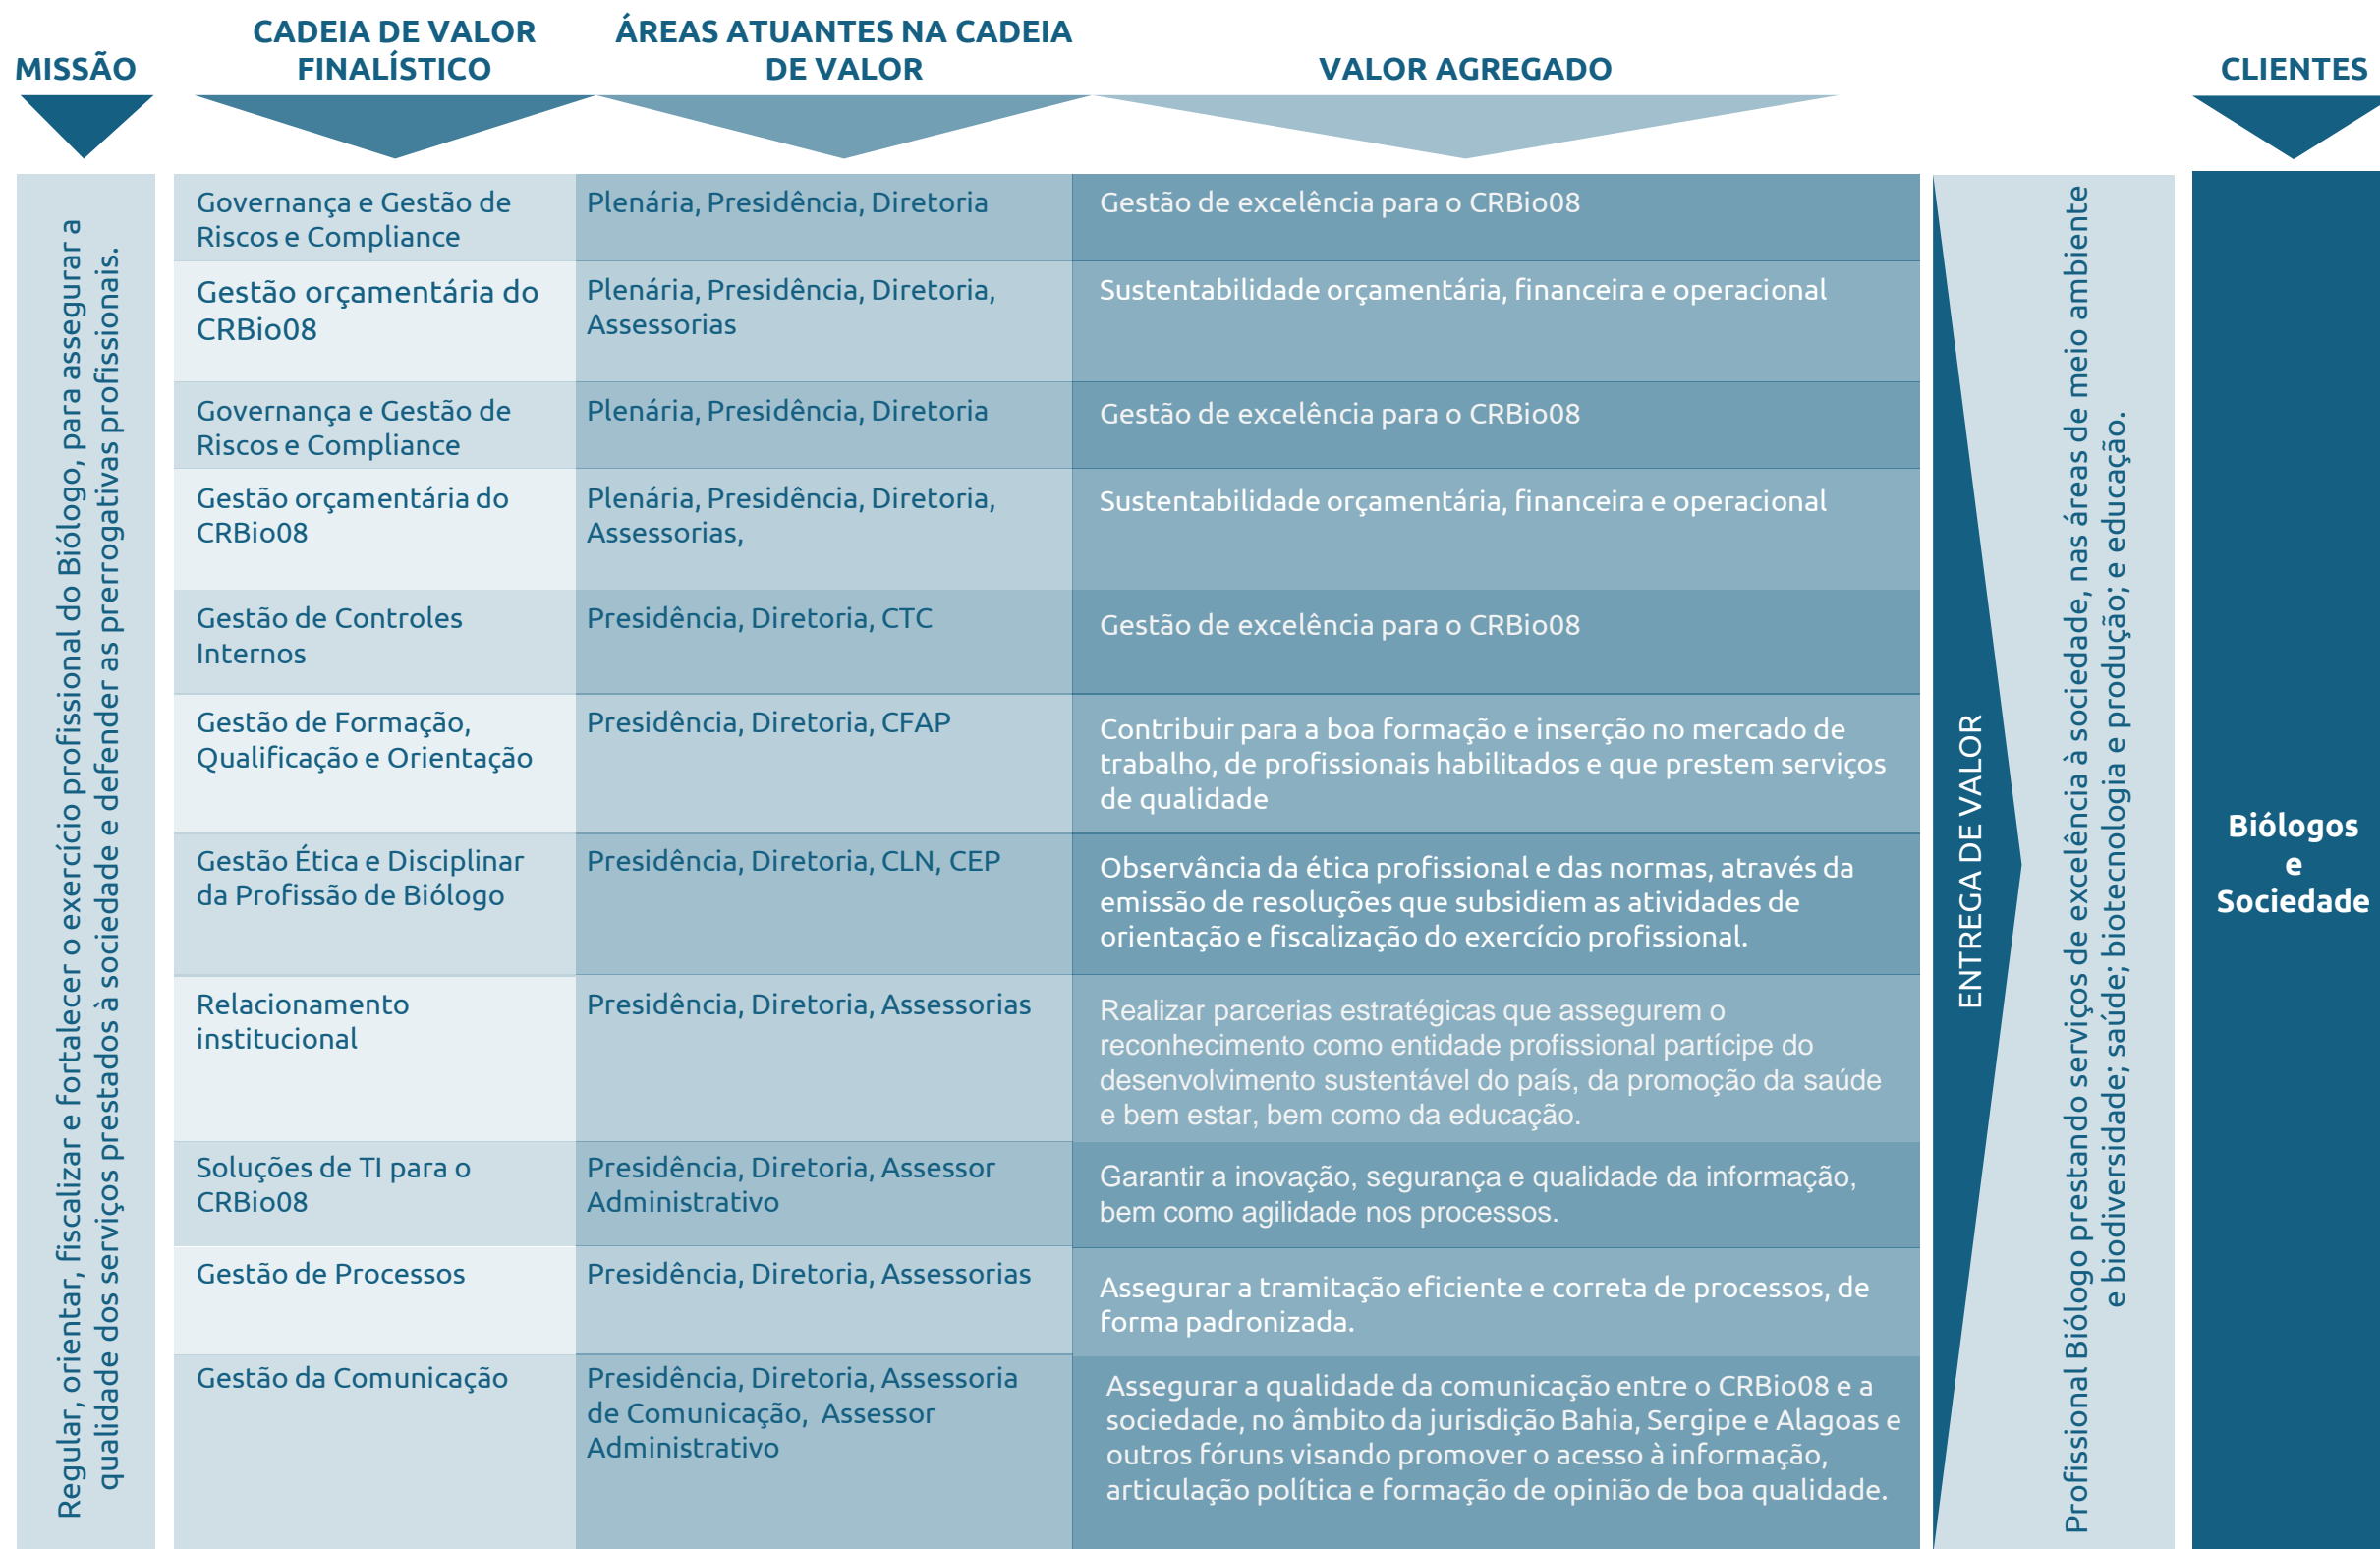 MISSÃO
CADEIA DE VALOR
FINALÍSTICO
ÁREAS ATUANTES NA CADEIA
DE VALOR
VALOR AGREGADO
CLIENTES
Regular, orientar, fiscalizar e fortalecer o exercício profissional do Biólogo, para assegurar a
qualidade dos serviços prestados à sociedade e defender as prerrogativas profissionais.
Governança e Gestão de
Riscos e Compliance
Plenária, Presidência, Diretoria
Gestão de excelência para o CRBio08
Gestão orçamentária do
CRBio08
Plenária, Presidência, Diretoria,
Assessorias
Sustentabilidade orçamentária, financeira e operacional
Governança e Gestão de
Riscos e Compliance
Plenária, Presidência, Diretoria
Gestão de excelência para o CRBio08
Gestão orçamentária do
CRBio08
Plenária, Presidência, Diretoria,
Assessorias,
Sustentabilidade orçamentária, financeira e operacional
Gestão de Controles
Internos
Presidência, Diretoria, CTC
Gestão de excelência para o CRBio08
Gestão de Formação,
Qualificação e Orientação
Presidência, Diretoria, CFAP
Contribuir para a boa formação e inserção no mercado de
trabalho, de profissionais habilitados e que prestem serviços
de qualidade
Gestão Ética e Disciplinar
da Profissão de Biólogo
Presidência, Diretoria, CLN, CEP
Observância da ética profissional e das normas, através da
emissão de resoluções que subsidiem as atividades de
orientação e fiscalização do exercício profissional.
Relacionamento
institucional
Presidência, Diretoria, Assessorias
Realizar parcerias estratégicas que assegurem o
reconhecimento como entidade profissional partícipe do
desenvolvimento sustentável do país, da promoção da saúde
e bem estar, bem como da educação.
Soluções de TI para o
CRBio08
Presidência, Diretoria, Assessor
Administrativo
Garantir a inovação, segurança e qualidade da informação,
bem como agilidade nos processos.
Gestão de Processos
Presidência, Diretoria, Assessorias
Assegurar a tramitação eficiente e correta de processos, de
forma padronizada.
Gestão da Comunicação
Presidência, Diretoria, Assessoria
de Comunicação, Assessor
Administrativo
Assegurar a qualidade da comunicação entre o CRBio08 e a
sociedade, no âmbito da jurisdição Bahia, Sergipe e Alagoas e
outros fóruns visando promover o acesso à informação,
articulação política e formação de opinião de boa qualidade.
ENTREGA DE VALOR
Profissional Biólogo prestando serviços de excelência à sociedade, nas áreas de meio ambiente
e biodiversidade; saúde; biotecnologia e produção; e educação.
Biólogos
e
Sociedade